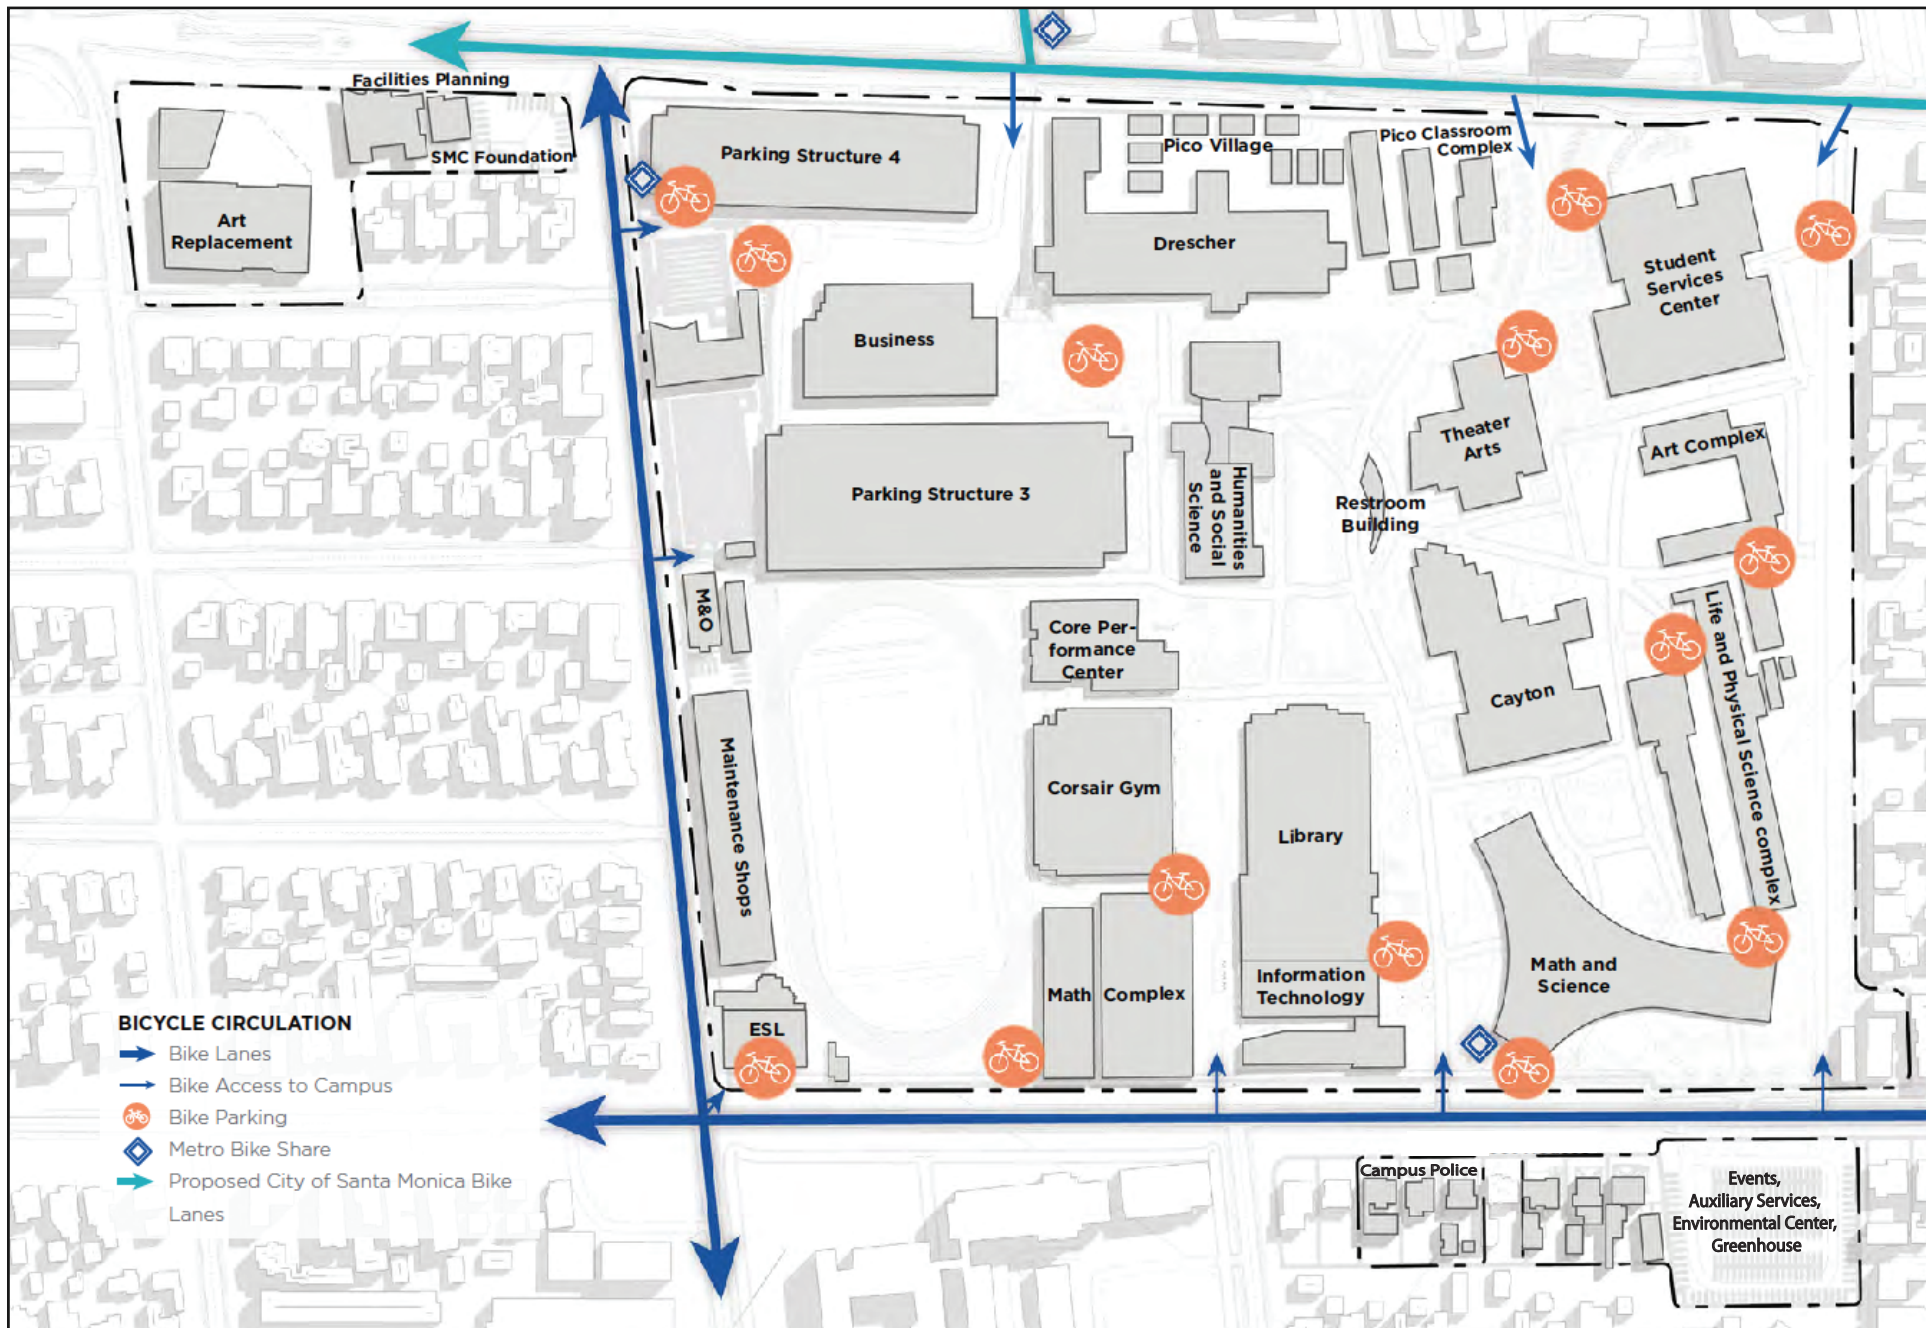 Facilities Planning
SMC Foundation
Art
Replacement
Parking Structure 4
Pico Village
Pico Classroom
Complex
Drescher
Student
Services
Center
Business
Theater
Arts
Art Complex
Parking Structure 3
Humanities
and Social
Science
Restroom
Building
M&O
Core Per-
formance
Center
Life and Physical Science complex
Cayton
Maintenance Shops
Corsair Gym
Library
Math and
Science
Information
Technology
Math
Complex
ESL
BICYCLE CIRCULATION
Bike Lanes
Bike Access to Campus
Bike Parking
Metro Bike Share
Proposed City of Santa Monica Bike
Lanes
Campus Police
Events,
Auxiliary Services,
Environmental Center,
Greenhouse